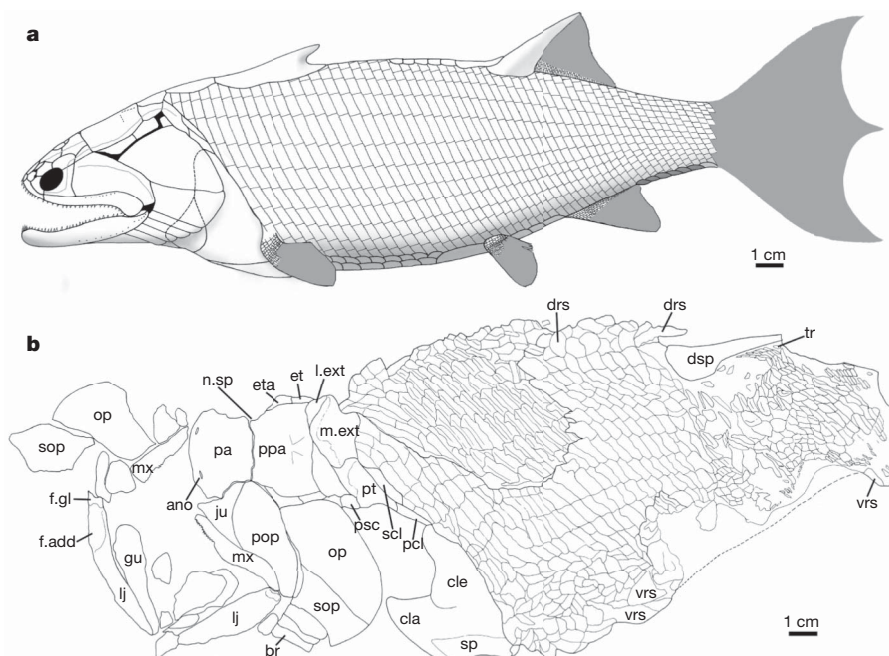 a
1 cm
b
drs
drs
tr
dsp
n.sp
eta
et
l.ext
op
sop
mx
pa
ppa
m.ext
pt
ano
f.gl
ju
psc
scl
pcl
vrs
f.add
gu
pop
op
mx
cle
lj
lj
sop
cla
vrs
vrs
br
sp
1 cm